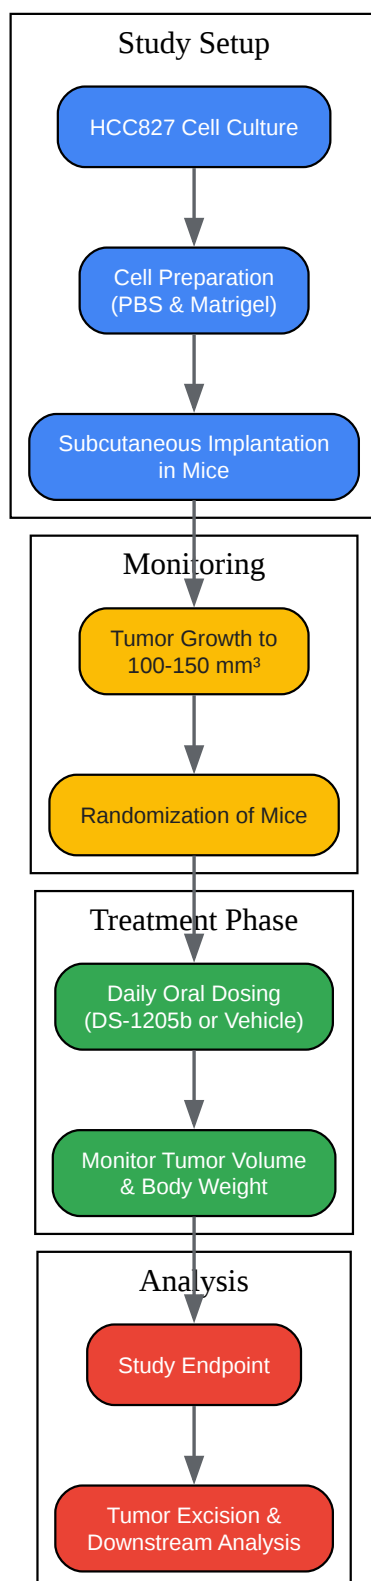 Study Setup
HCC827 Cell Culture
Cell Preparation
(PBS & Matrigel)
Subcutaneous Implantation
in Mice
Monitoring
Tumor Growth to
100-150 mm³
Randomization of Mice
Treatment Phase
Daily Oral Dosing
(DS-1205b or Vehicle)
Monitor Tumor Volume
& Body Weight
Analysis
Study Endpoint
Tumor Excision &
Downstream Analysis